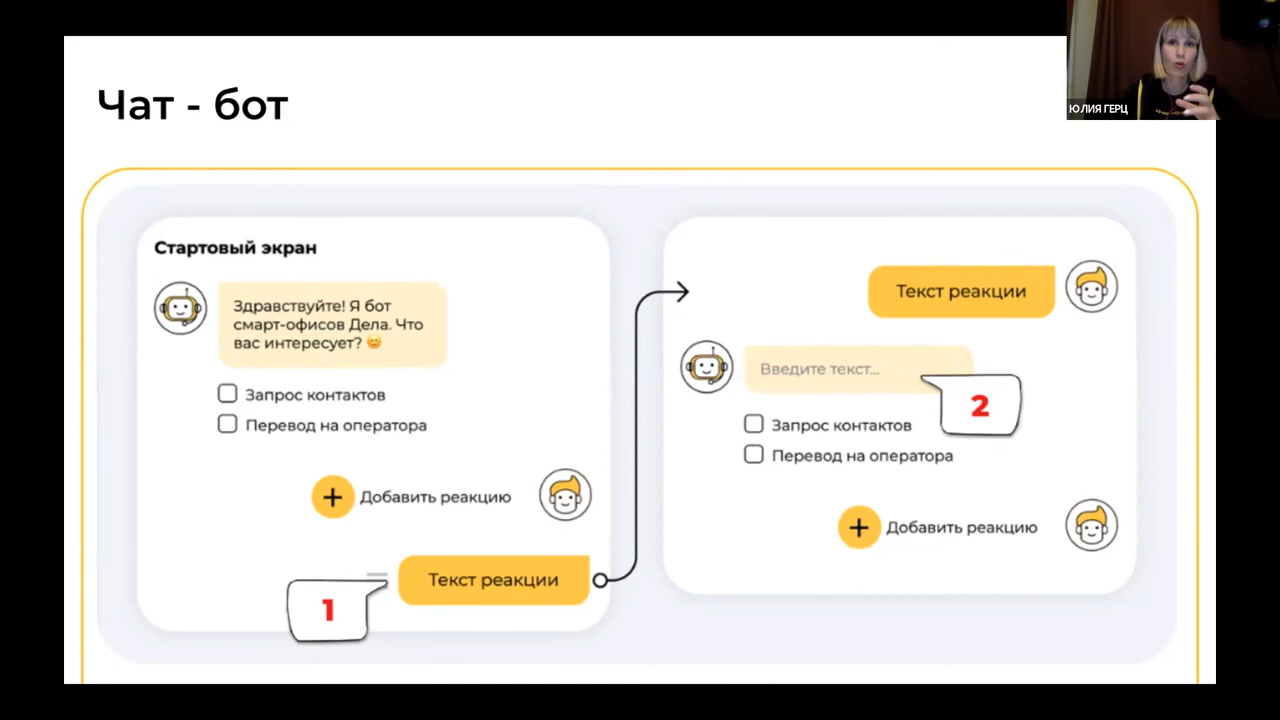 ЮЛИЯ ГЕРЦ
Чат - бот
Стартовый экран
Здравствуйте! Я бот
смарт-офисов Дела. Что
вас интересует? 😊
Запрос контактов
Перевод на оператора
+ Добавить реакцию
Текст реакции
1
Текст реакции
Введите текст...
2
Запрос контактов
Перевод на оператора
+ Добавить реакцию